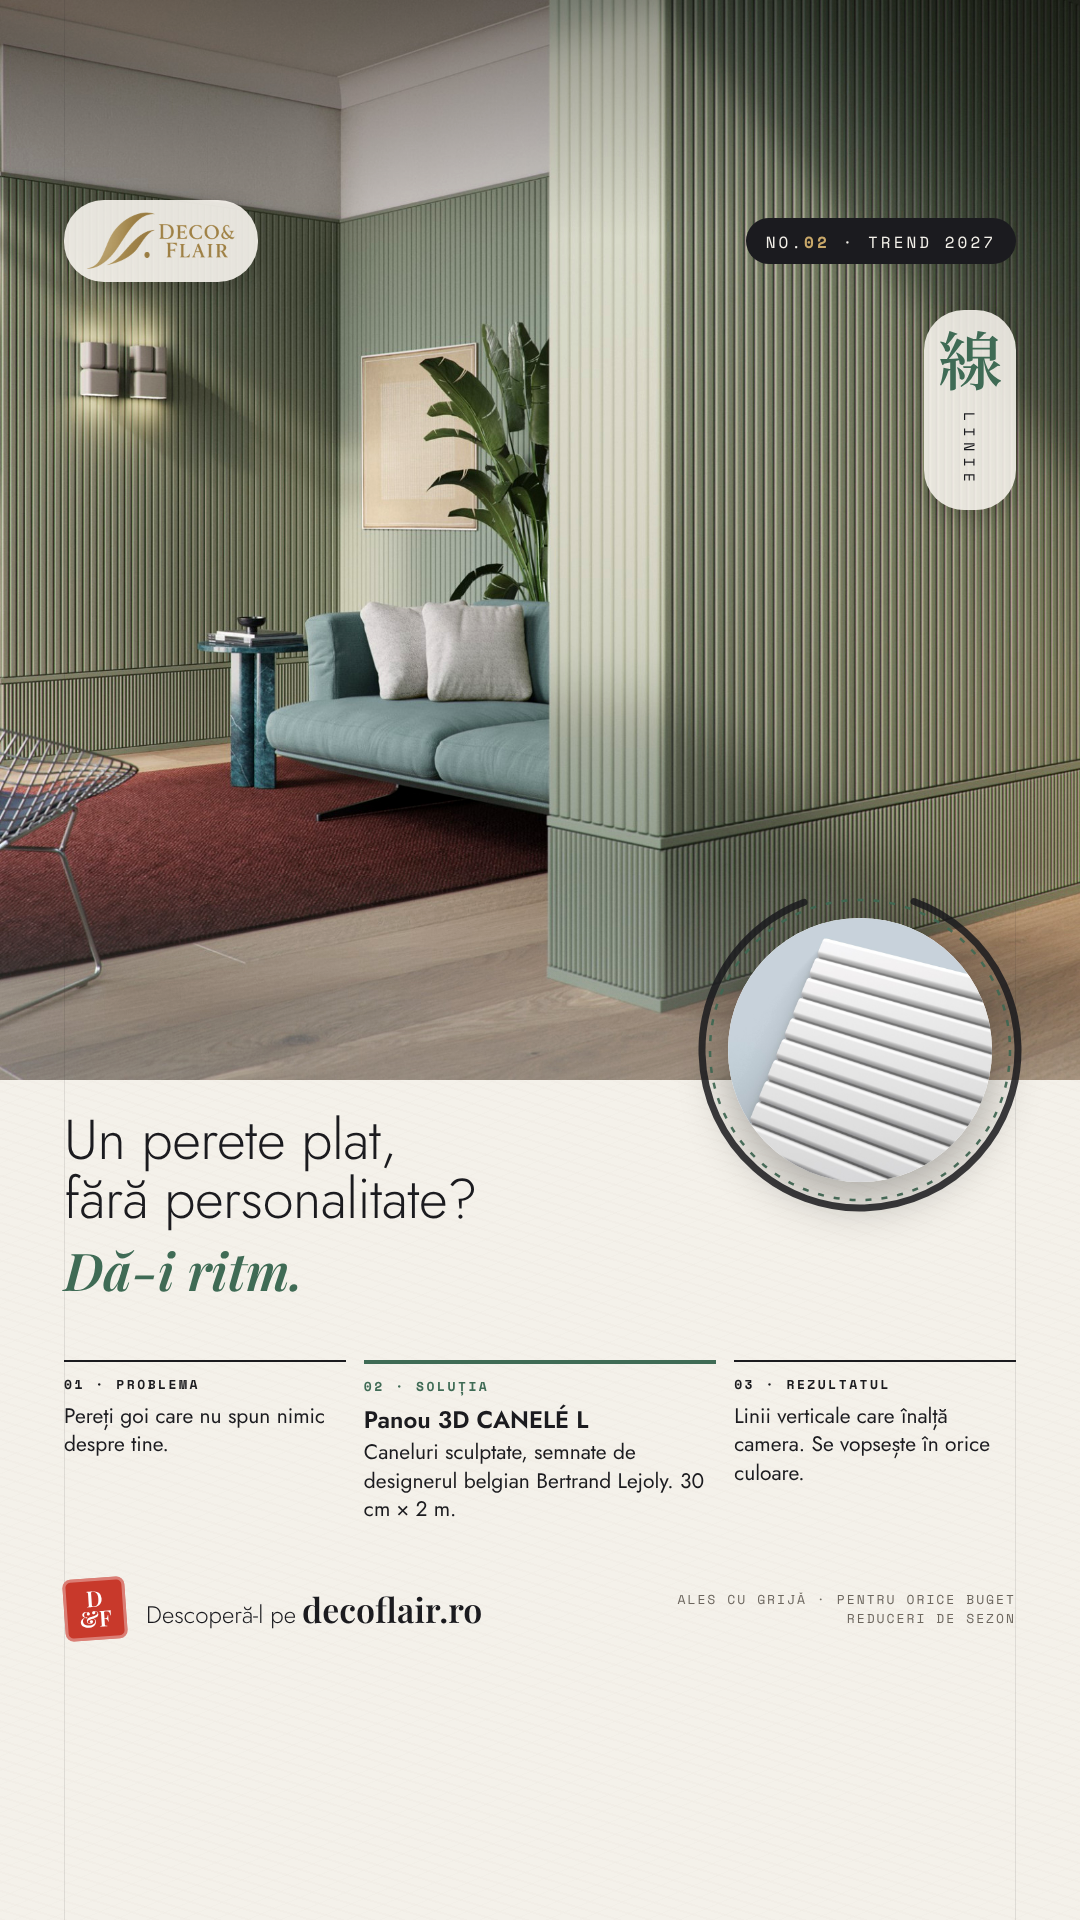 DECO&
FLAIR
NO.02 · TREND 2027
線
LINIE
Un perete plat,
fără personalitate?
Dă-i ritm.
01 · PROBLEMA
Pereți goi care nu spun nimic
despre tine.
02 · SOLUȚIA
Panou 3D CANELÉ L
Caneluri sculptate, semnate de
designerul belgian Bertrand Lejoly. 30
cm × 2 m.
03 · REZULTATUL
Linii verticale care înalță
camera. Se vopsește în orice
culoare.
D
&F
Descoperă-l pe decoflair.ro
ALES CU GRIJĂ · PENTRU ORICE BUGET
REDUCERI DE SEZON